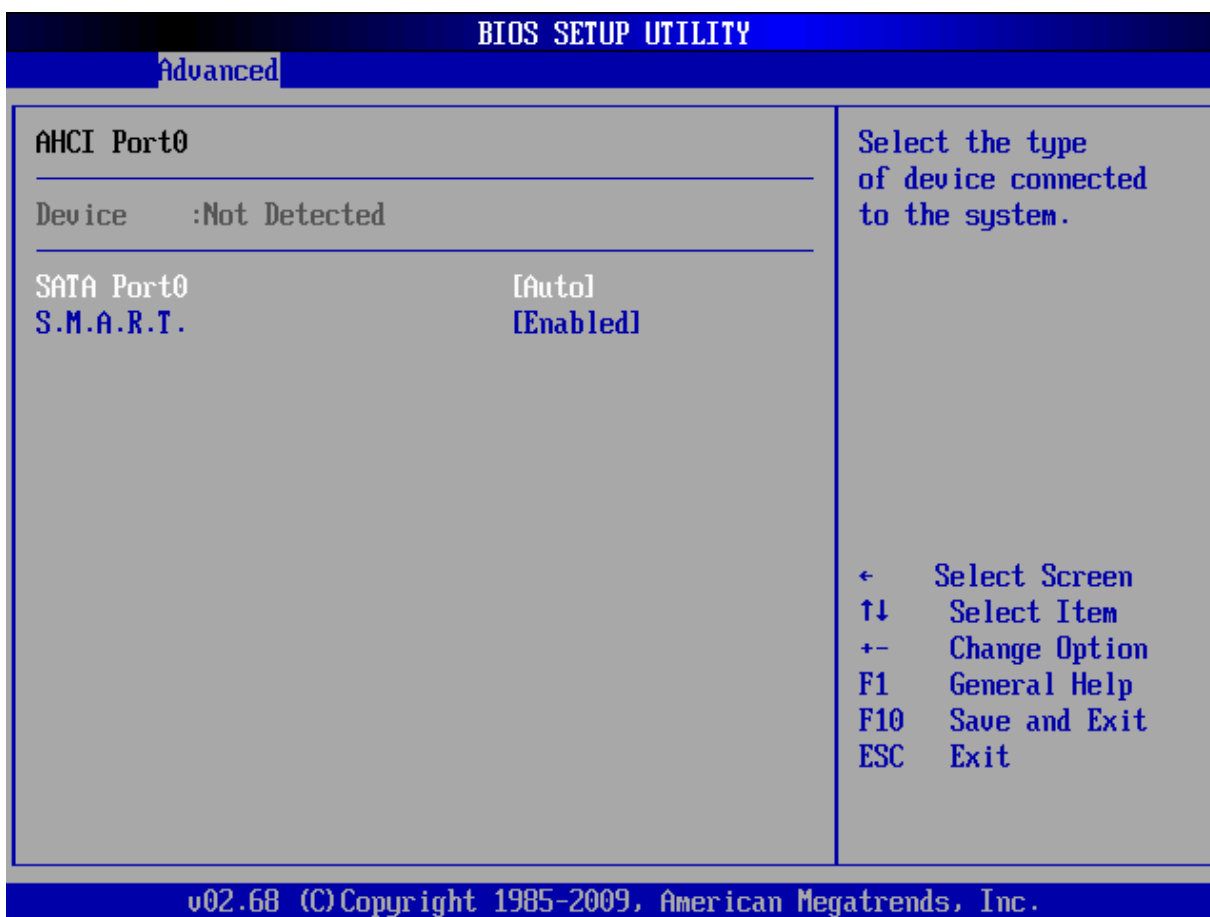 BIOS SETUP UTILITY
Advanced
AHCI Port0
Device :Not Detected
SATA Port0 [Auto]
S.M.A.R.T. [Enabled]
Select the type
of device connected
to the system.
← Select Screen
↑↓ Select Item
+- Change Option
F1 General Help
F10 Save and Exit
ESC Exit
v02.68 (C)Copyright 1985-2009, American Megatrends, Inc.